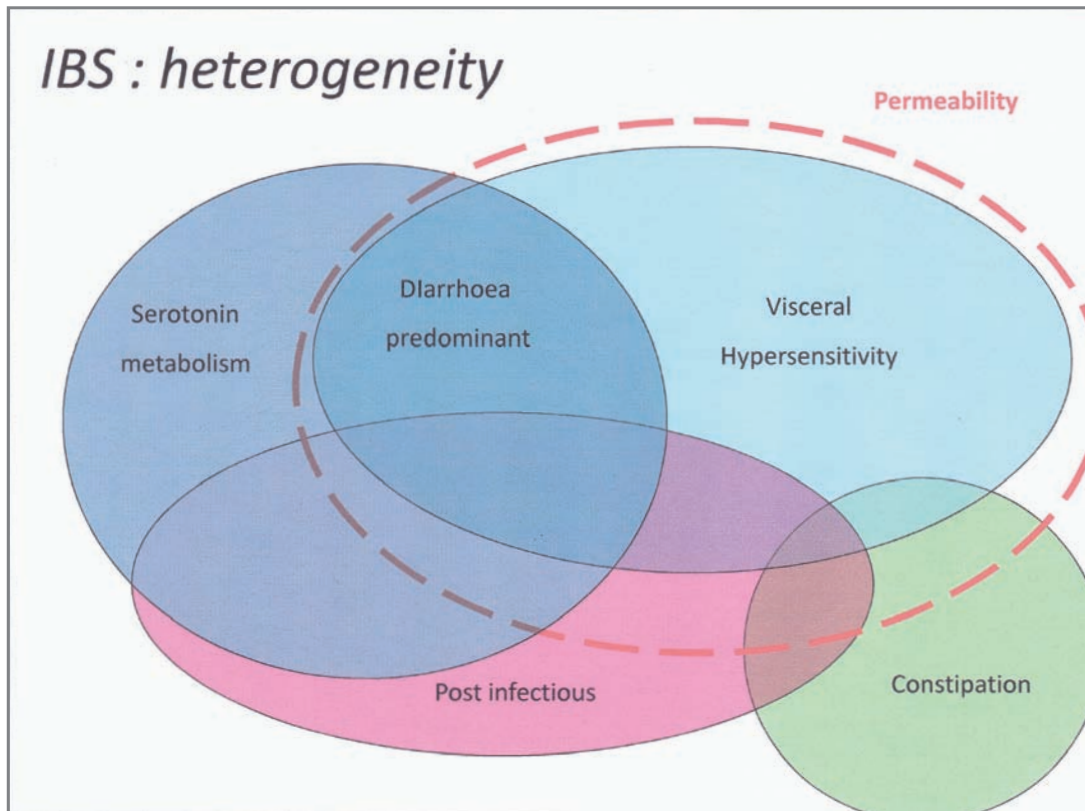 IBS : heterogeneity
Permeability
DIarrhoea
predominant
Serotonin
metabolism
Visceral
Hypersensitivity
Post infectious
Constipation